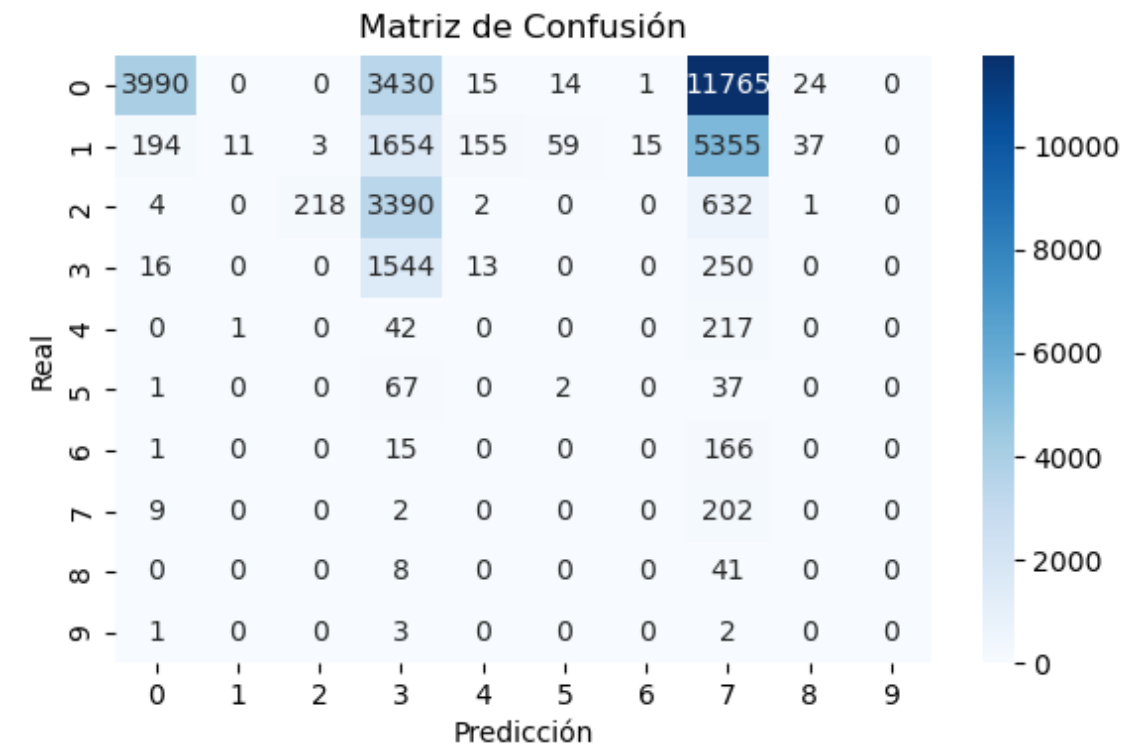 Matriz de Confusión
0 3990 0 0 3430 15 14 1 11765 24 0
1 194 11 3 1654 155 59 15 5355 37 0
2 4 0 218 3390 2 0 0 632 1 0
3 16 0 0 1544 13 0 0 250 0 0
4 0 1 0 42 0 0 0 217 0 0
5 1 0 0 67 0 2 0 37 0 0
6 1 0 0 15 0 0 0 166 0 0
7 9 0 0 2 0 0 0 202 0 0
8 0 0 0 8 0 0 0 41 0 0
9 1 0 0 3 0 0 0 2 0 0
0 1 2 3 4 5 6 7 8 9
Predicción
Real
10000
8000
6000
4000
2000
0